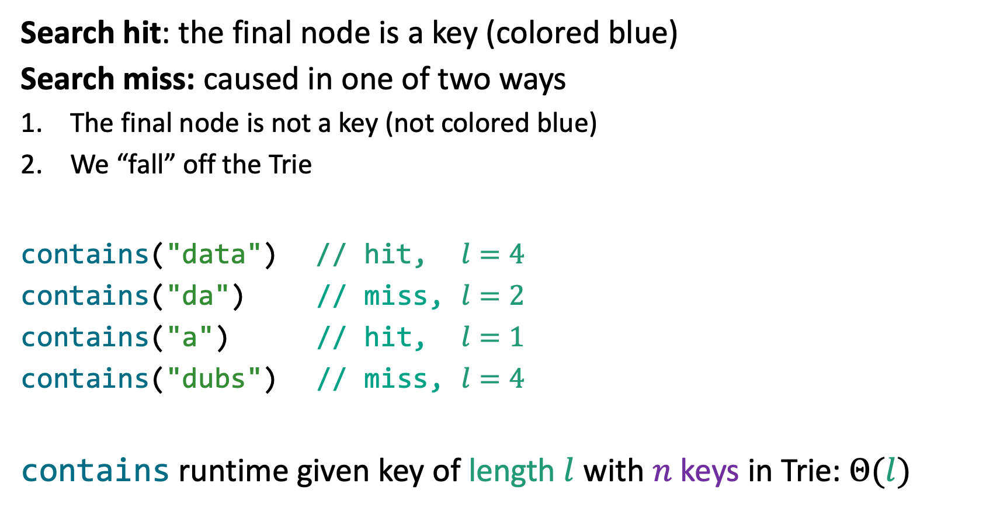 Search hit: the final node is a key (colored blue)
Search miss: caused in one of two ways
1. The final node is not a key (not colored blue)
2. We “fall” off the Trie
contains("data") // hit, l = 4
contains("da") // miss, l = 2
contains("a") // hit, l = 1
contains("dubs") // miss, l = 4
contains runtime given key of length l with n keys in Trie: Θ(l)